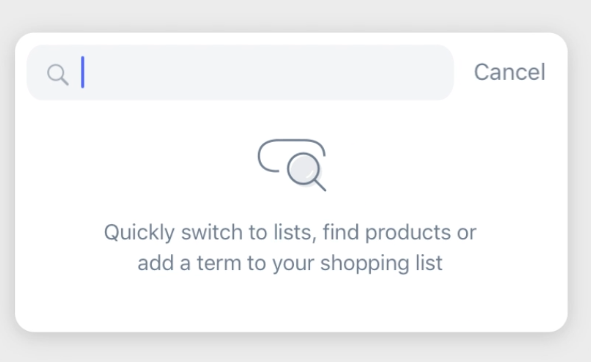 Cancel
Quickly switch to lists, find products or
add a term to your shopping list